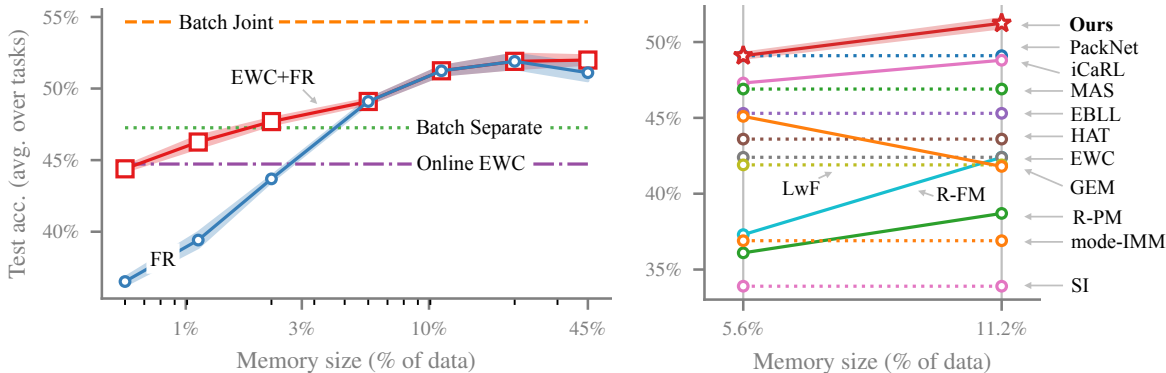 Test acc. (avg. over tasks)
55%
50%
45%
40%
Batch Joint
EWC+FR
Batch Separate
Online EWC
FR
1%
3%
10%
45%
Memory size (% of data)
50%
45%
40%
35%
LwF
R-FM
Ours
PackNet
iCaRL
MAS
EBLL
HAT
EWC
GEM
R-PM
mode-IMM
SI
5.6%
11.2%
Memory size (% of data)